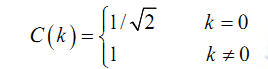 C(k) = { 1/√2    k = 0
1    k ≠ 0